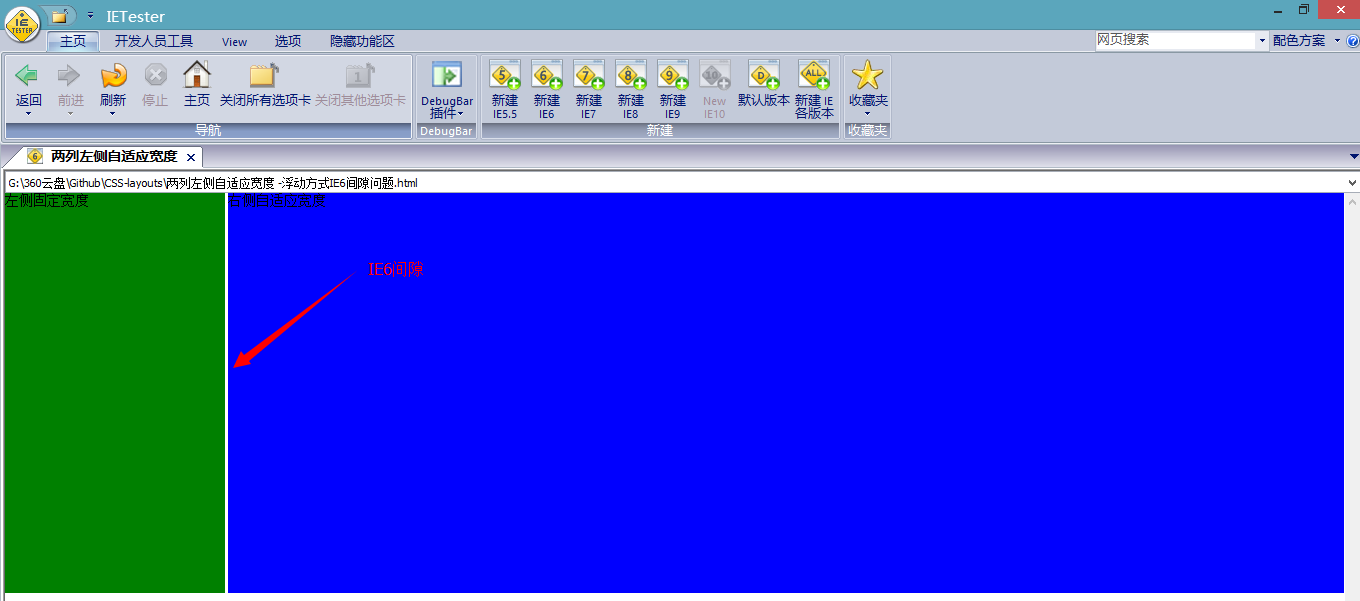 IETester
主页 开发人员工具 View 选项 隐藏功能区 网页搜索 配色方案
返回 前进 刷新 停止 主页 关闭所有选项卡 关闭其他选项卡
导航
DebugBar
插件
DebugBar
新建 IE5.5
新建 IE6
新建 IE7
新建 IE8
新建 IE9
New IE10
默认版本
新建 IE
各版本
新建
收藏夹
收藏夹
两列左侧自适应宽度
G:\360云盘\Github\CSS-layouts\两列左侧自适应宽度 -浮动方式IE6间隙问题.html
左侧固定宽度 右侧自适应宽度
IE6间隙